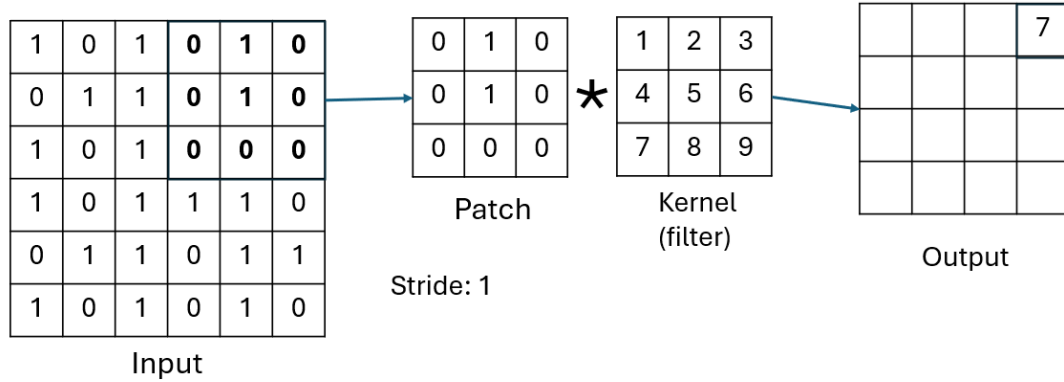 1 0 1 0 1 0
0 1 1 0 1 0
1 0 1 0 0 0
1 0 1 1 1 0
0 1 1 0 1 1
1 0 1 0 1 0
Input
0 1 0
0 1 0
0 0 0
Patch
*
1 2 3
4 5 6
7 8 9
Kernel
(filter)
Stride: 1
7
Output